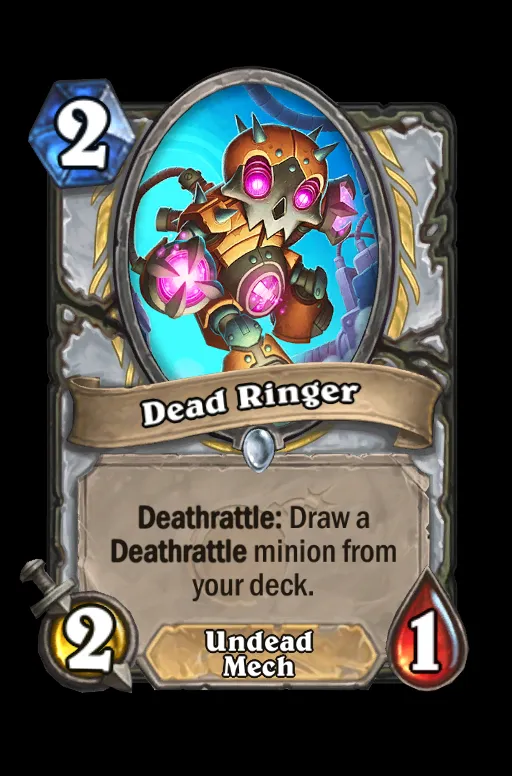 2
Dead Ringer
Deathrattle: Draw a
Deathrattle minion from
your deck.
2
Undead
Mech
1